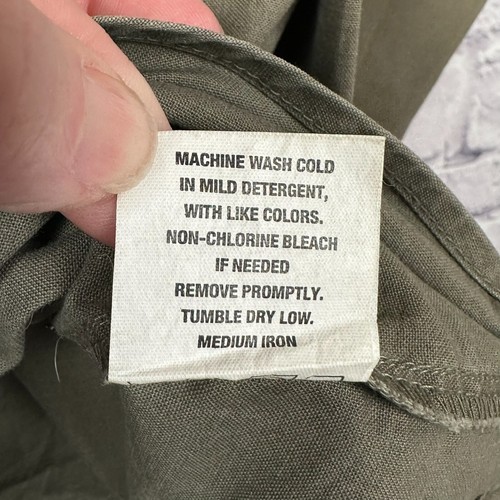 MACHINE WASH COLD
IN MILD DETERGENT,
WITH LIKE COLORS.
NON-CHLORINE BLEACH
IF NEEDED
REMOVE PROMPTLY.
TUMBLE DRY LOW.
MEDIUM IRON